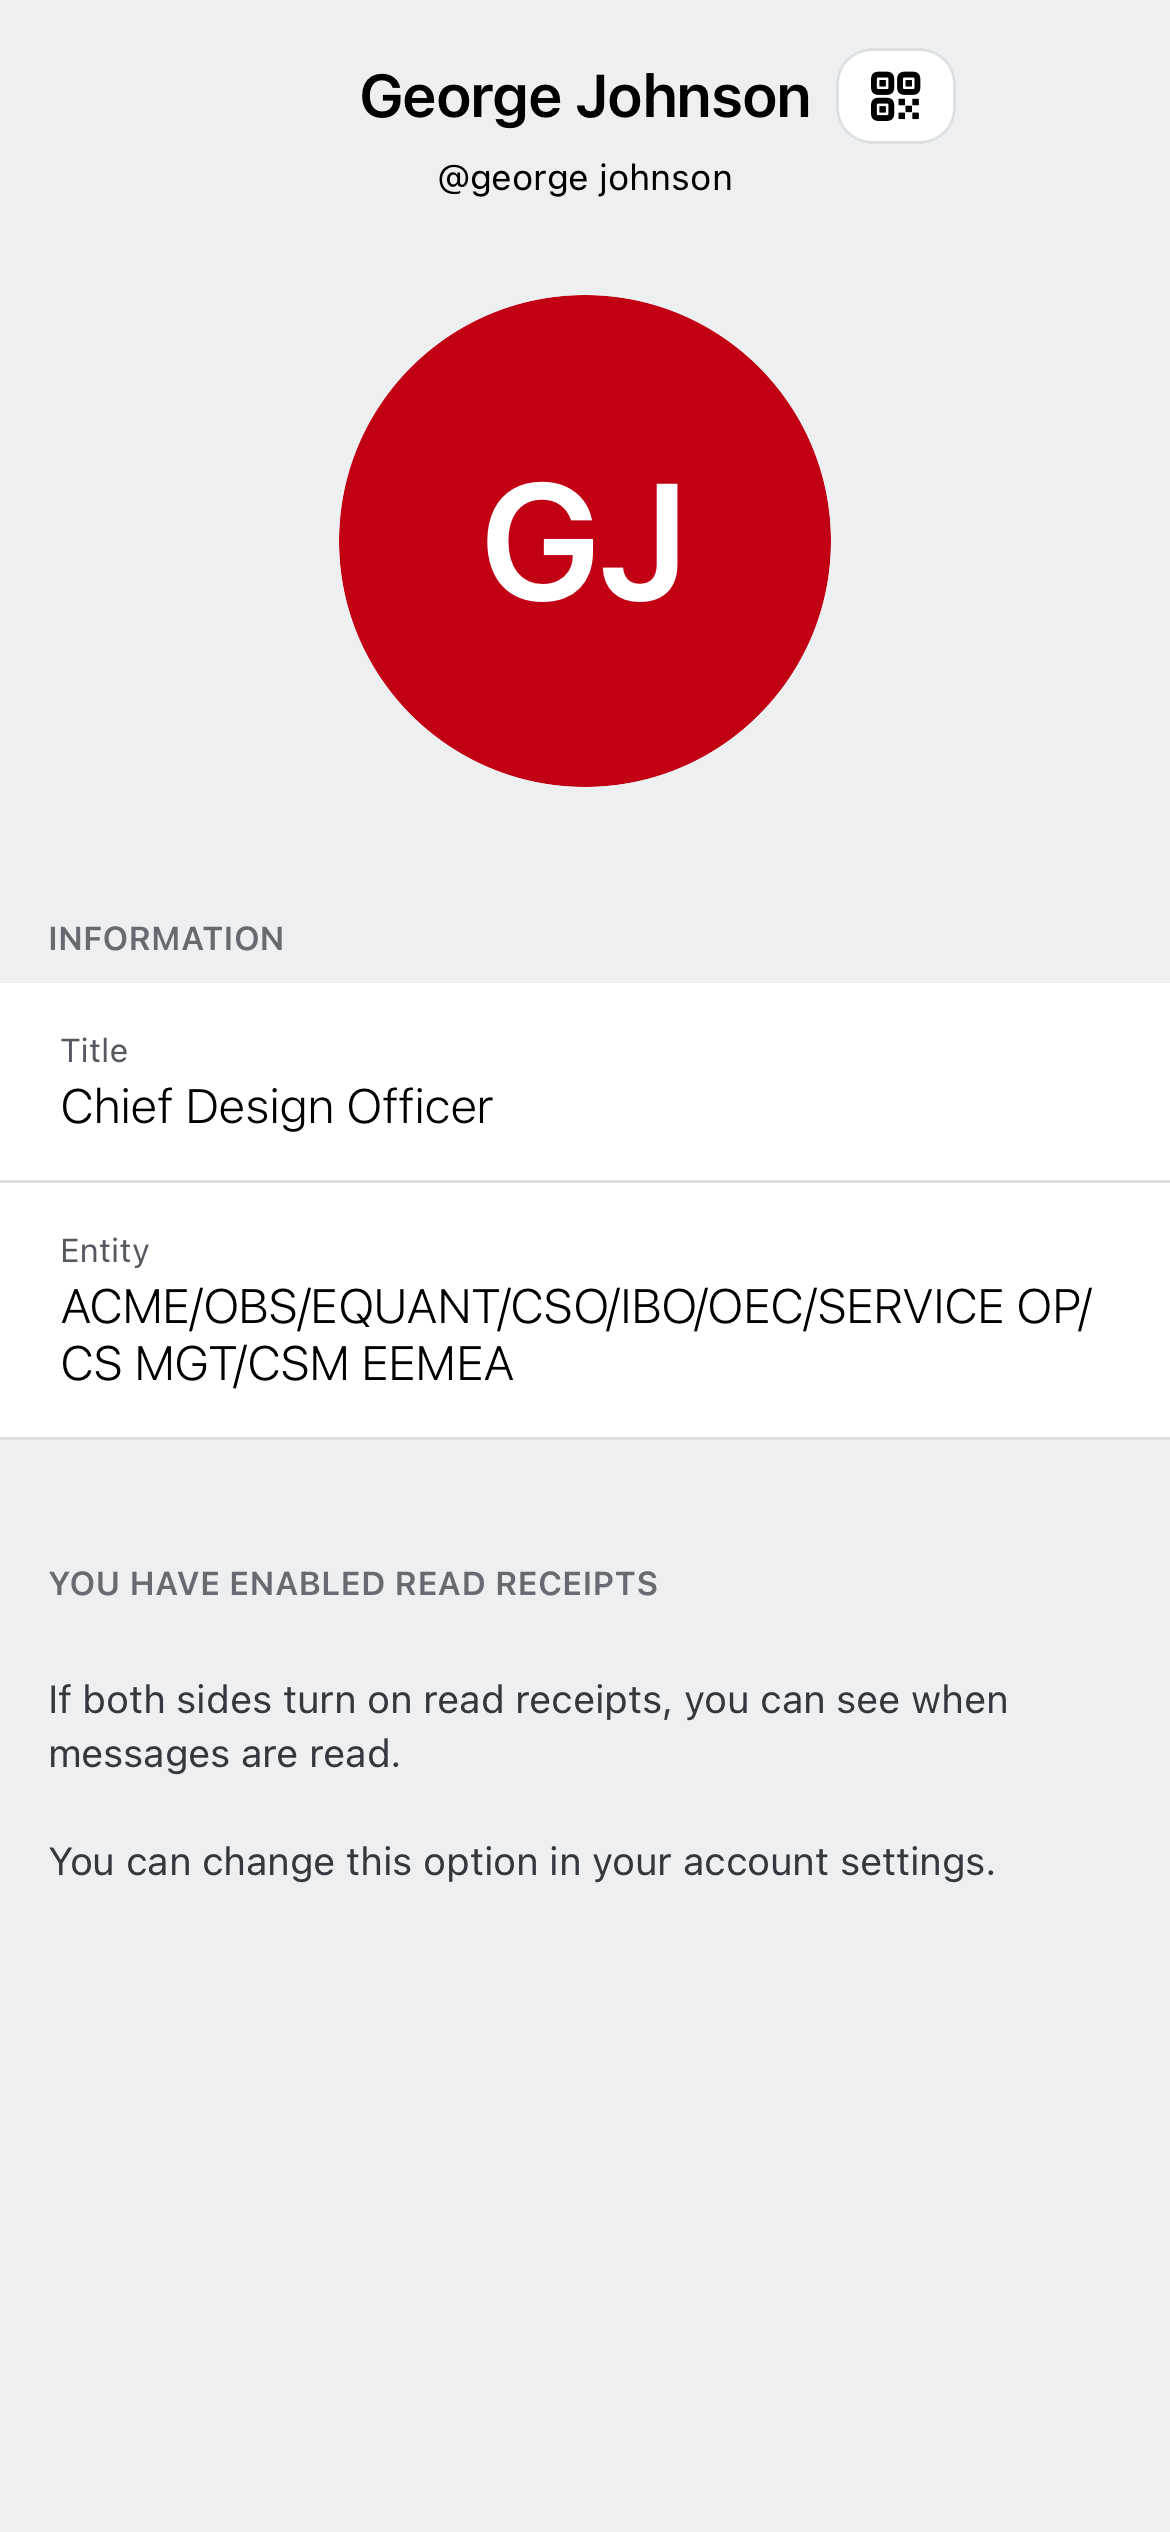 George Johnson
@george johnson
GJ
INFORMATION
Title
Chief Design Officer
Entity
ACME/OBS/EQUANT/CSO/IBO/OEC/SERVICE OP/
CS MGT/CSM EEMEA
YOU HAVE ENABLED READ RECEIPTS
If both sides turn on read receipts, you can see when
messages are read.
You can change this option in your account settings.